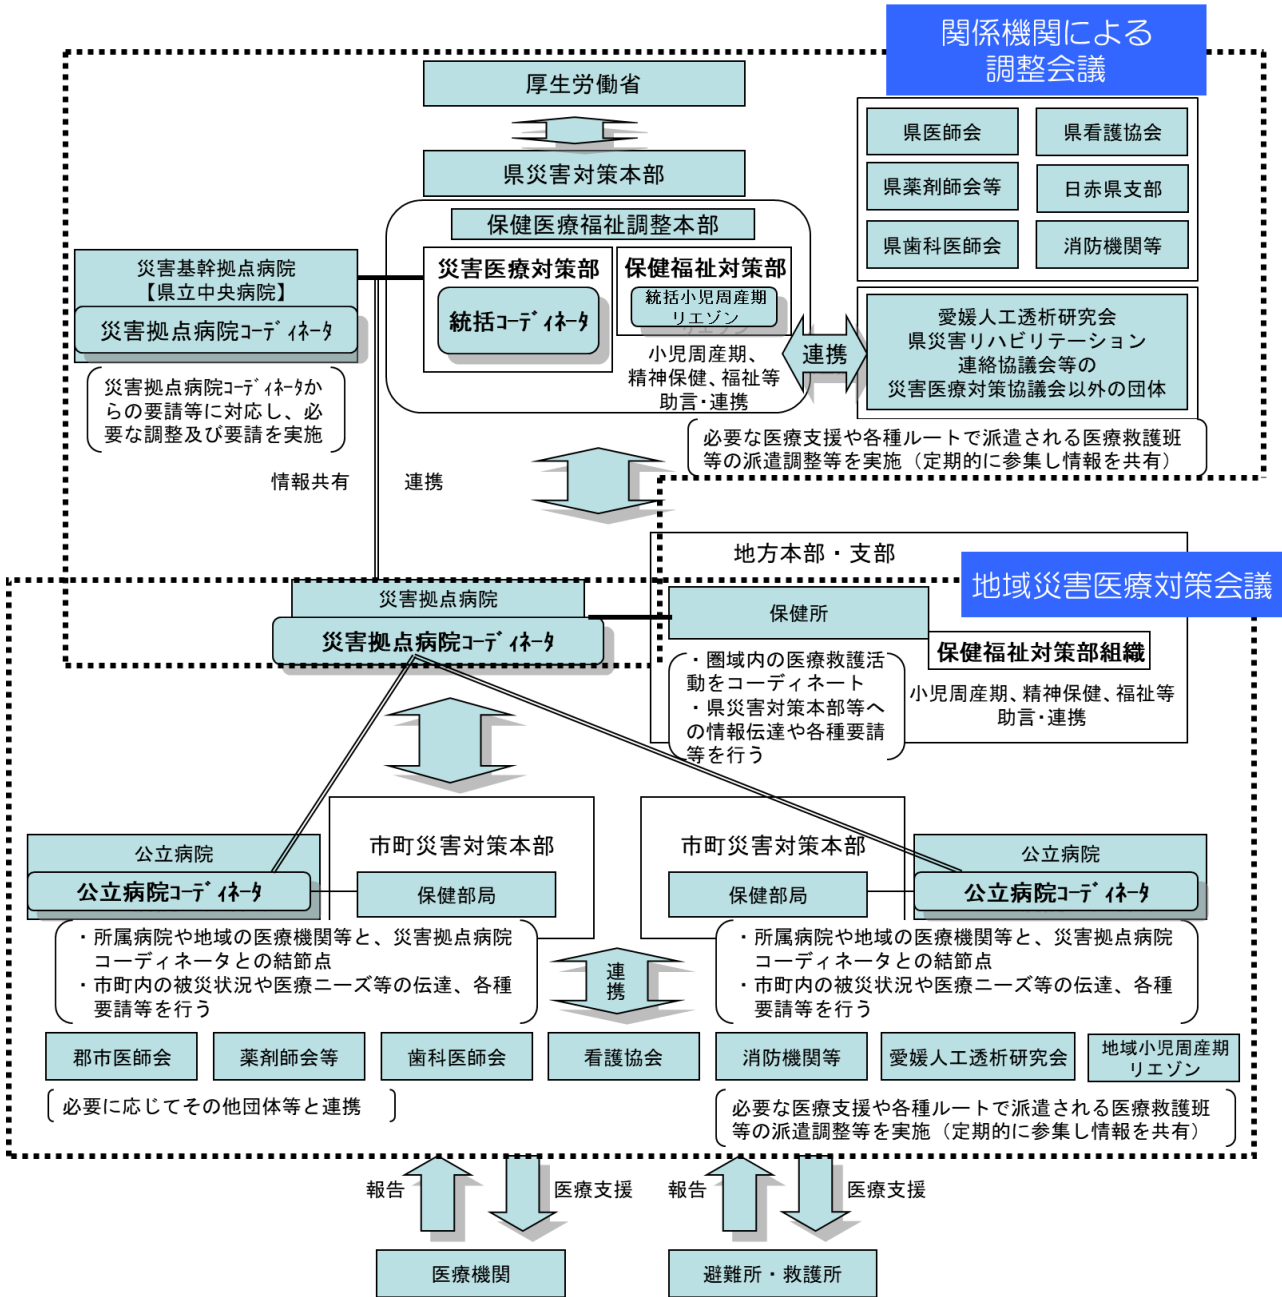 関係機関による
調整会議
厚生労働省
県災害対策本部
県医師会
県看護協会
県薬剤師会等
日赤県支部
県歯科医師会
消防機関等
保健医療福祉調整本部
災害医療対策部
統括ｺｰﾃﾞｨﾈｰﾀ
保健福祉対策部
統括小児周産期
リエゾン
小児周産期、
精神保健、福祉等
助言・連携
災害基幹拠点病院
【県立中央病院】
災害拠点病院ｺｰﾃﾞｨﾈｰﾀ
災害拠点病院ｺｰﾃﾞｨﾈｰﾀか
らの要請等に対応し、必
要な調整及び要請を実施
連携
愛媛人工透析研究会
県災害リハビリテーション
連絡協議会等の
災害医療対策協議会以外の団体
必要な医療支援や各種ルートで派遣される医療救護班
等の派遣調整等を実施（定期的に参集し情報を共有）
情報共有
連携
地方本部・支部
地域災害医療対策会議
災害拠点病院
災害拠点病院ｺｰﾃﾞｨﾈｰﾀ
保健所
保健福祉対策部組織
・圏域内の医療救護活
動をコーディネート
・県災害対策本部等へ
の情報伝達や各種要請
等を行う
小児周産期、精神保健、福祉等
助言・連携
市町災害対策本部
保健部局
公立病院
公立病院ｺｰﾃﾞｨﾈｰﾀ
・所属病院や地域の医療機関等と、災害拠点病院
コーディネータとの結節点
・市町内の被災状況や医療ニーズ等の伝達、各種
要請等を行う
市町災害対策本部
保健部局
公立病院
公立病院ｺｰﾃﾞｨﾈｰﾀ
・所属病院や地域の医療機関等と、災害拠点病院
コーディネータとの結節点
・市町内の被災状況や医療ニーズ等の伝達、各種
要請等を行う
連
携
郡市医師会
薬剤師会等
歯科医師会
看護協会
消防機関等
愛媛人工透析研究会
地域小児周産期
リエゾン
必要に応じてその他団体等と連携
必要な医療支援や各種ルートで派遣される医療救護班
等の派遣調整等を実施（定期的に参集し情報を共有）
報告
医療支援
報告
医療支援
医療機関
避難所・救護所